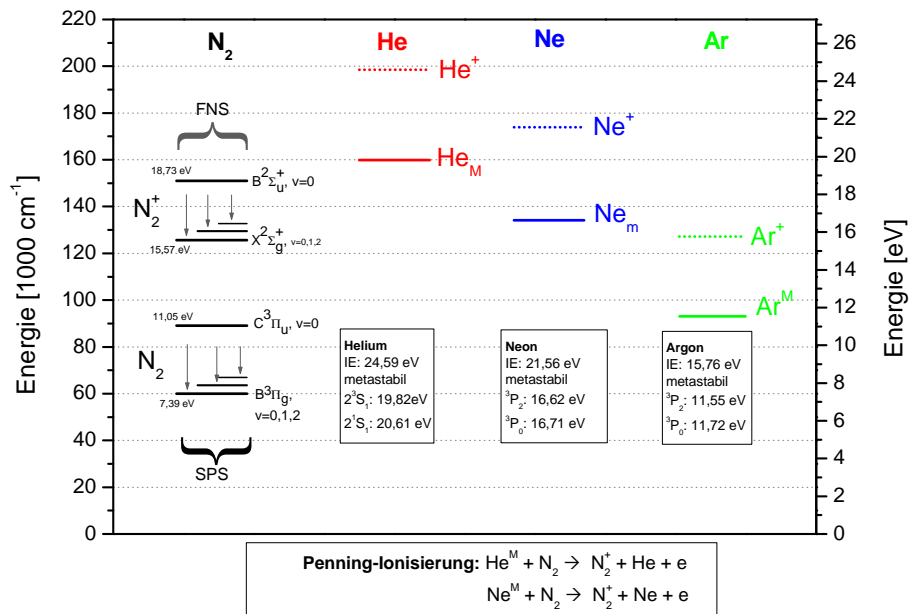 N₂ He Ne Ar
Energie [1000 cm⁻¹]
220
200
180
160
140
120
100
80
60
40
20
0
Energie [eV]
26
24
22
20
18
16
14
12
10
8
6
4
2
0
FNS
18,73 eV
B²Σᵤ⁺, v=0
N₂⁺
X²Σg⁺, v=0,1,2
15,57 eV
11,05 eV
C³Πᵤ, v=0
N₂
B³Πg,
v=0,1,2
7,39 eV
SPS
He⁺
He_M
Ne⁺
Ne_m
Ar⁺
Ar^M
Helium
IE: 24,59 eV
metastabil
2³S₁: 19,82eV
2¹S₁: 20,61 eV
Neon
IE: 21,56 eV
metastabil
³P₂: 16,62 eV
³P₀: 16,71 eV
Argon
IE: 15,76 eV
metastabil
³P₂: 11,55 eV
³P₀: 11,72 eV
Penning-Ionisierung: He^M + N₂ → N₂⁺ + He + e
Ne^M + N₂ → N₂⁺ + Ne + e